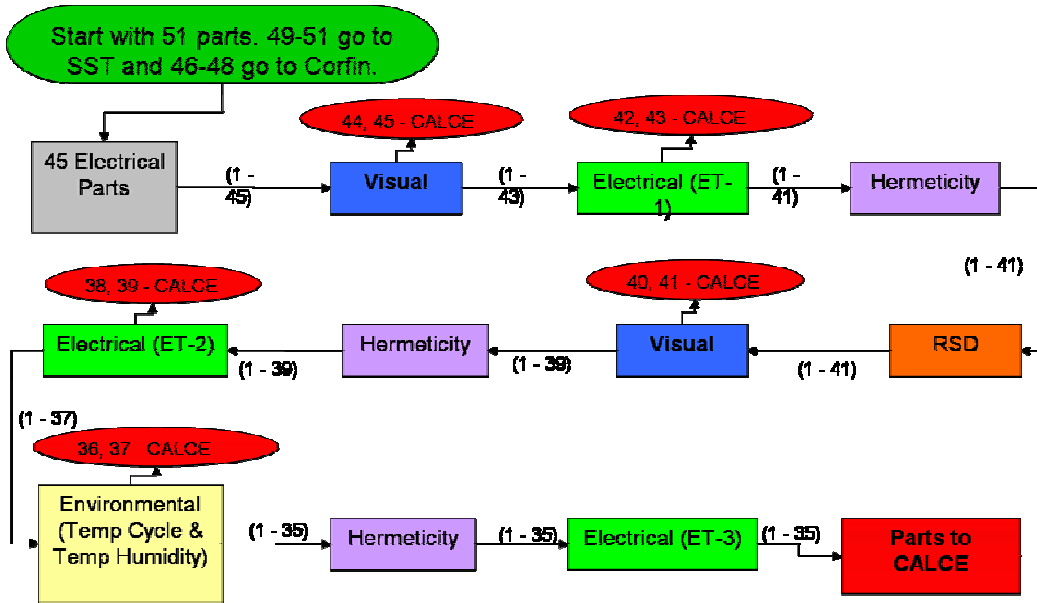 Start with 51 parts. 49-51 go to
SST and 46-48 go to Corfin.
44, 45 - CALCE
42, 43 - CALCE
45 Electrical
Parts
(1 -
45)
Visual
(1 -
43)
Electrical (ET-
1)
(1 -
41)
Hermeticity
(1 - 41)
38, 39 - CALCE
40, 41 - CALCE
Electrical (ET-2)
(1 - 39)
Hermeticity
(1 - 39)
Visual
(1 - 41)
RSD
(1 - 37)
36, 37 CALCE
Environmental
(Temp Cycle &
Temp Humidity)
(1 - 35)
Hermeticity
(1 - 35)
Electrical (ET-3)
(1 - 35)
Parts to
CALCE